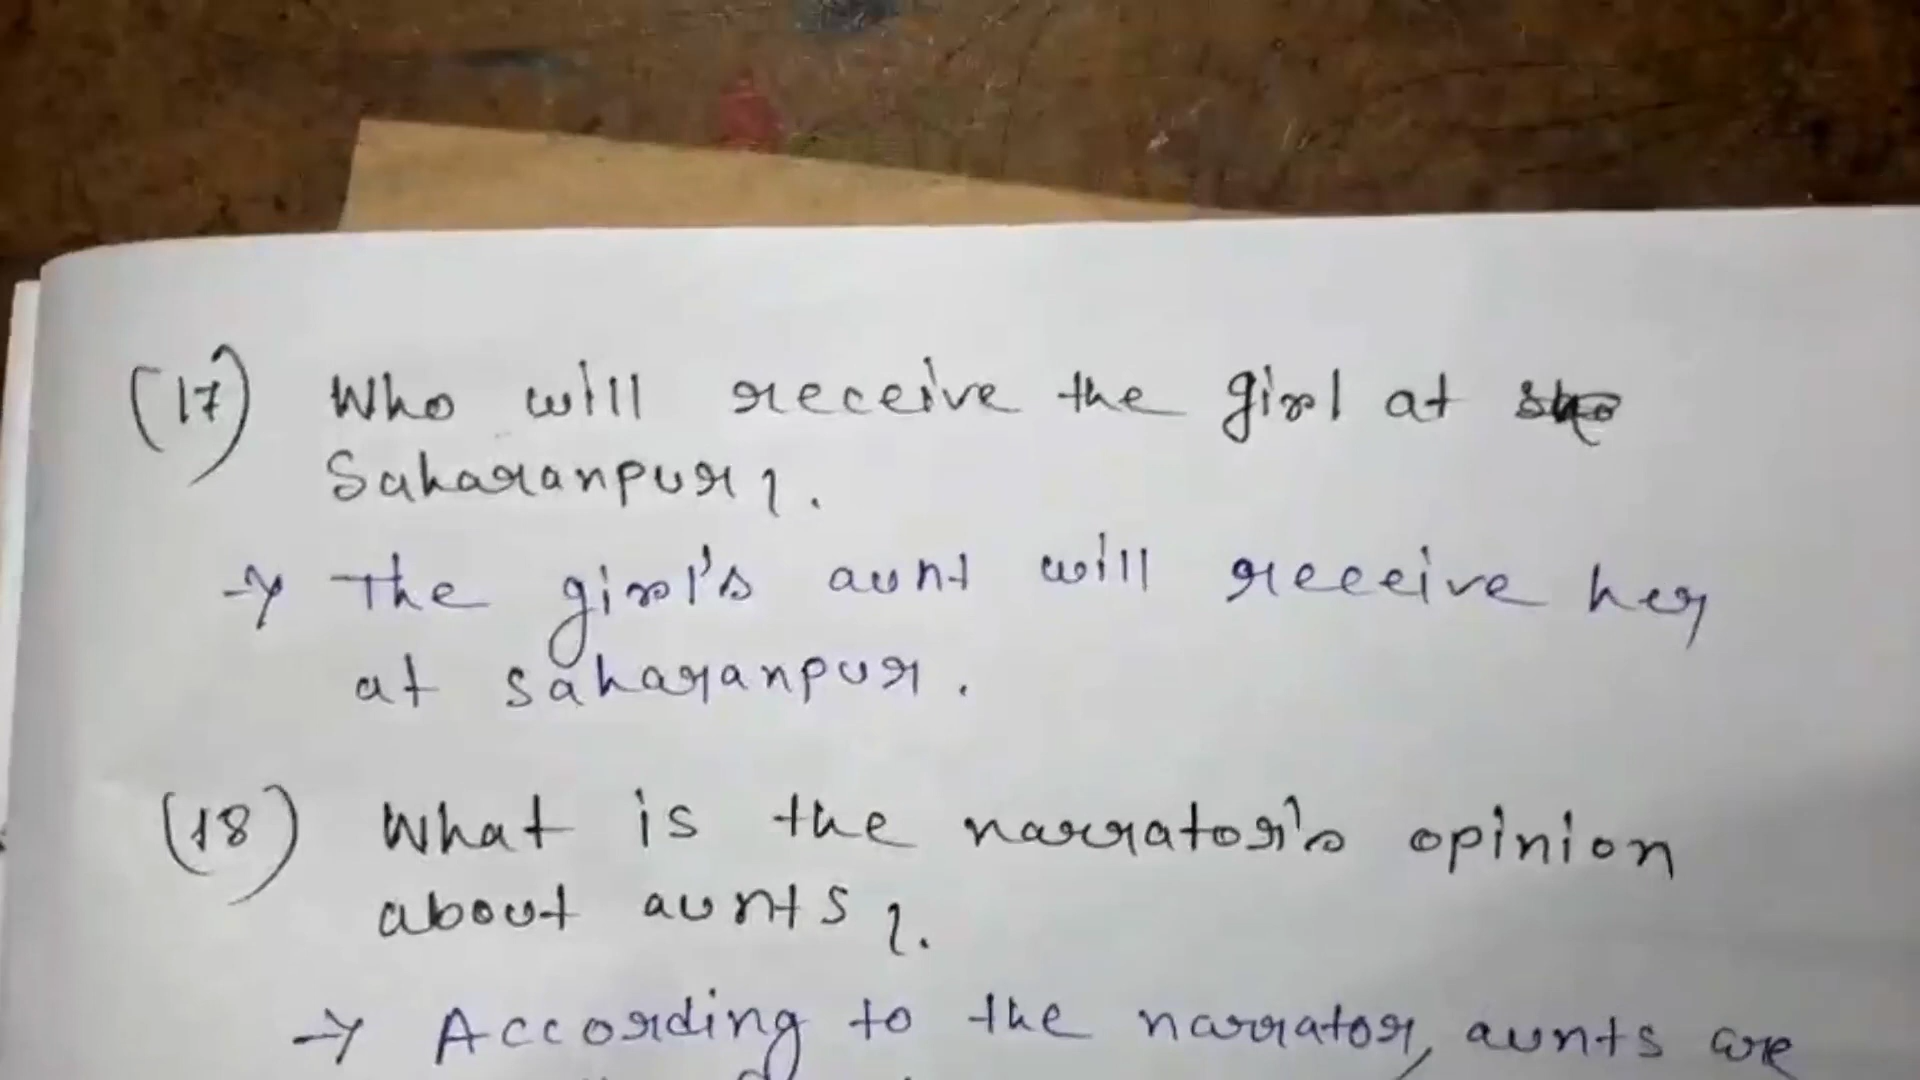 (17) Who will receive the girl at
Saharanpur?
→ The girl's aunt will receive her
at saharanpur.
(18) What is the narrator's opinion
about aunts?
→ According to the narrator, aunts are